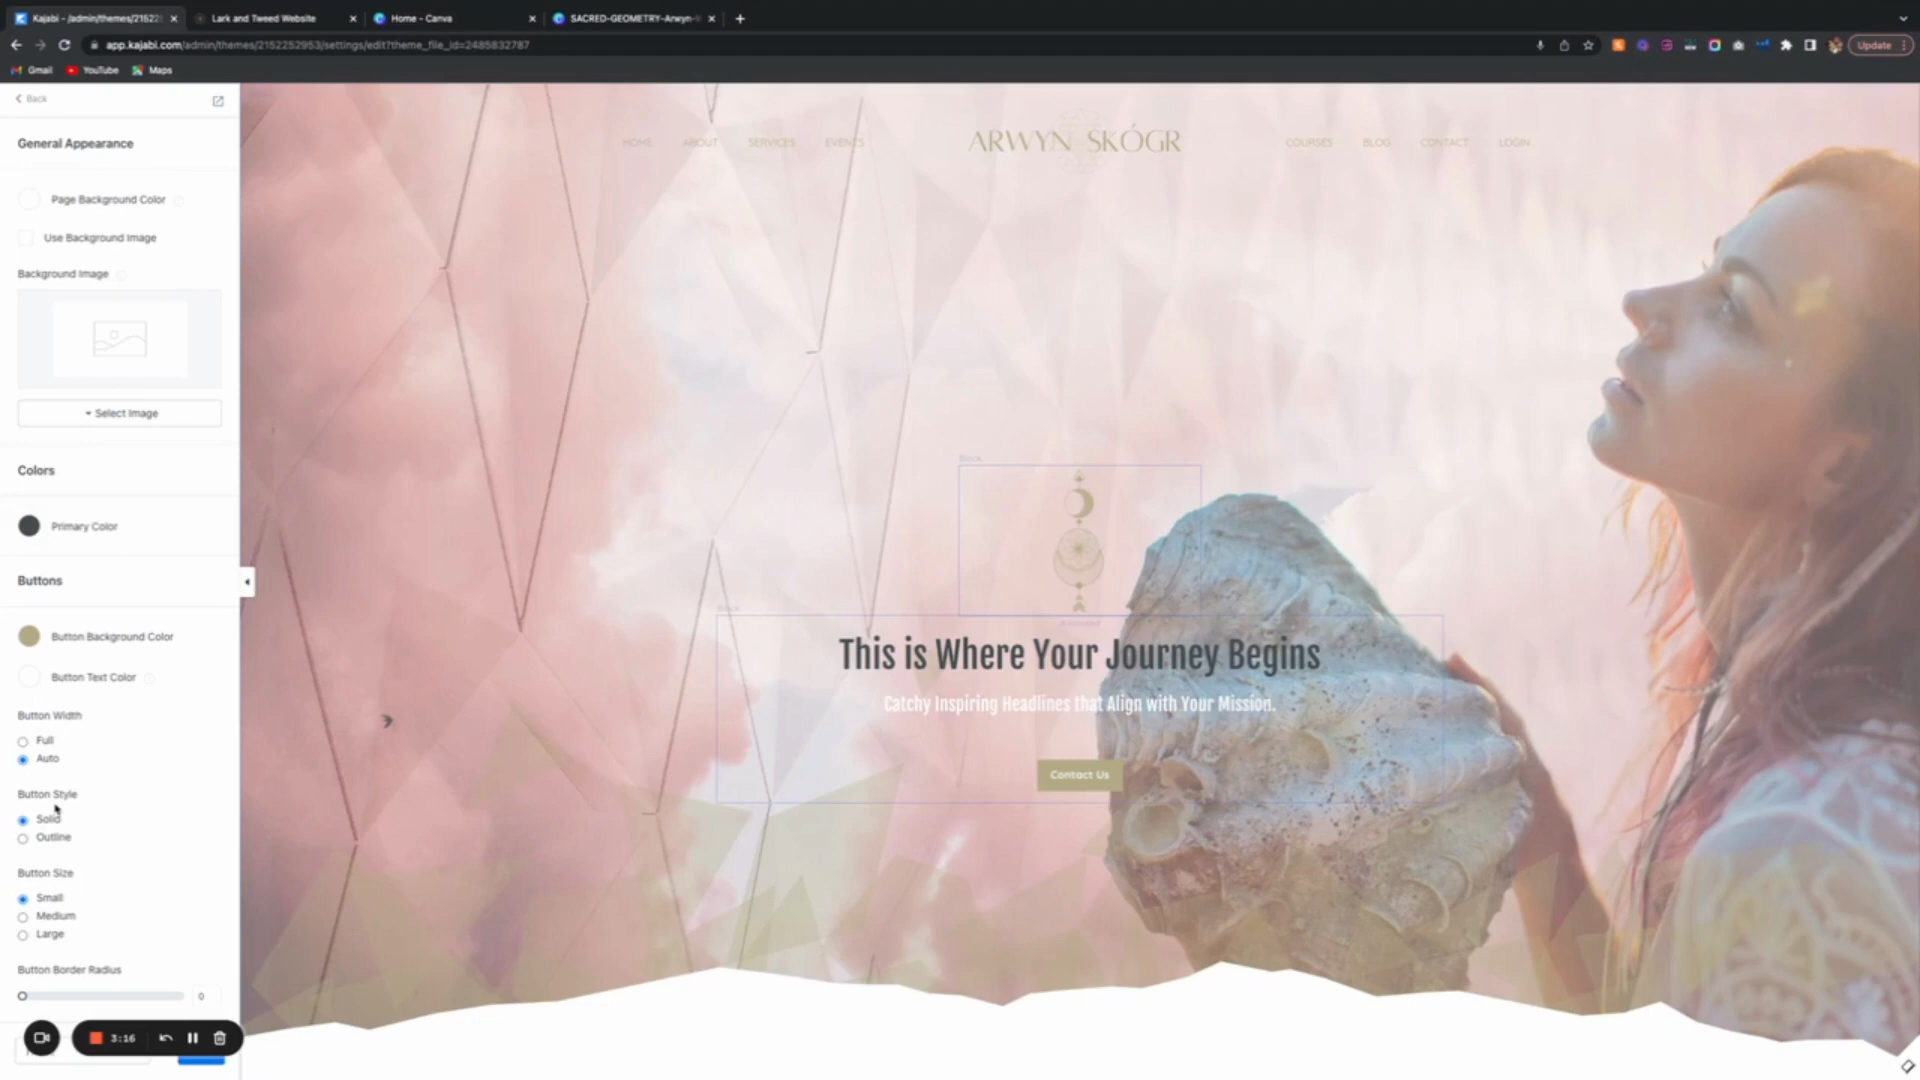 Kajabi - /admin/themes/21522
Lark and Tweed Website
Home - Canva
SACRED-GEOMETRY-Arwyn-
app.kajabi.com/admin/themes/2152252953/settings/edit?theme_file_id=2485832787
Update
Gmail
YouTube
Maps
Back
General Appearance
Page Background Color
Use Background Image
Background Image
Select Image
Colors
Primary Color
Buttons
Button Background Color
Button Text Color
Button Width
Full
Auto
Button Style
Solid
Outline
Button Size
Small
Medium
Large
Button Border Radius
0
3:16
HOME
ABOUT
SERVICES
EVENTS
ARWYN SKÓGR
COURSES
BLOG
CONTACT
LOGIN
Block
Block
This is Where Your Journey Begins
Catchy Inspiring Headlines that Align with Your Mission.
Contact Us